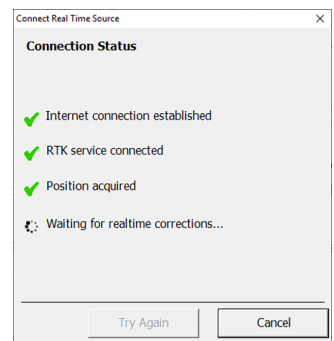 Connect Real Time Source
Connection Status
Internet connection established
RTK service connected
Position acquired
Waiting for realtime corrections...
Try Again
Cancel